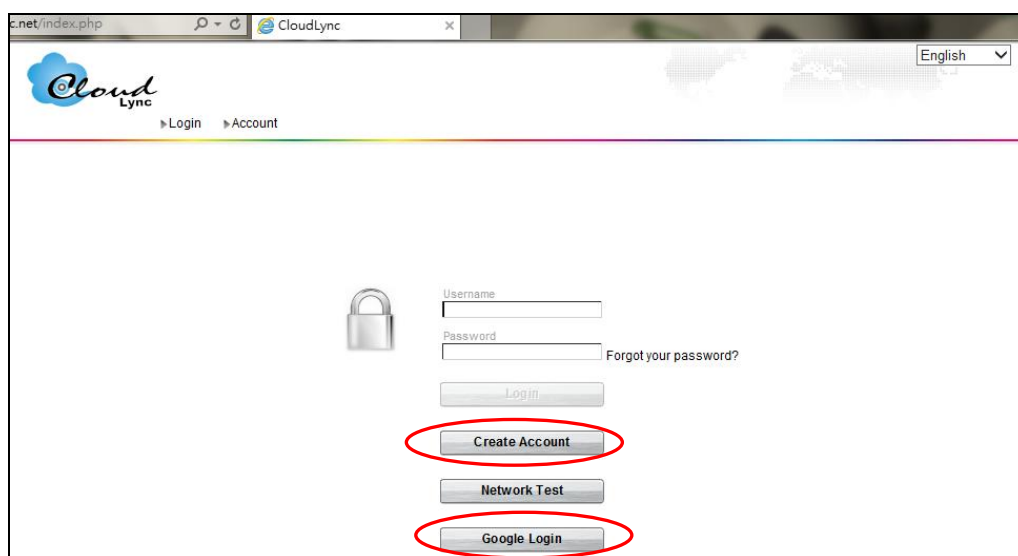 c.net/index.php
CloudLync
English
Cloud
Lync
Login Account
Username
Password
Forgot your password?
Login
Create Account
Network Test
Google Login